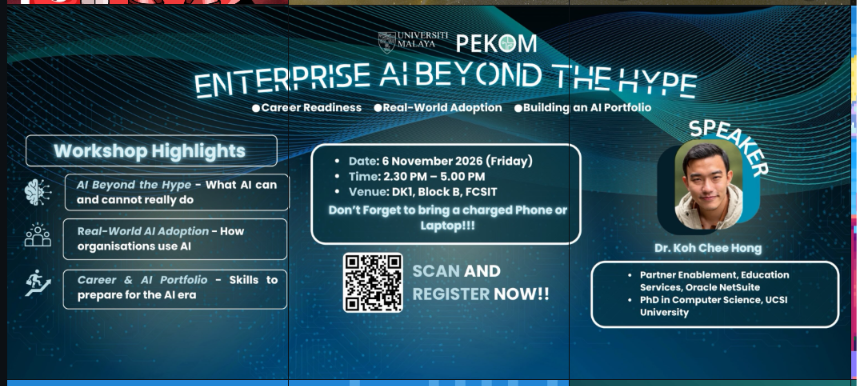 UNIVERSITI
MALAYA
PEKOM
ENTERPRISE AI BEYOND THE HYPE
●Career Readiness ●Real-World Adoption ●Building an AI Portfolio
Workshop Highlights
AI Beyond the Hype - What AI can
and cannot really do
Real-World AI Adoption - How
organisations use AI
Career & AI Portfolio - Skills to
prepare for the AI era
• Date: 6 November 2026 (Friday)
• Time: 2.30 PM – 5.00 PM
• Venue: DK1, Block B, FCSIT
Don't Forget to bring a charged Phone or
Laptop!!!
SCAN AND
REGISTER NOW!!
SPEAKER
Dr. Koh Chee Hong
• Partner Enablement, Education
Services, Oracle NetSuite
• PhD in Computer Science, UCSI
University